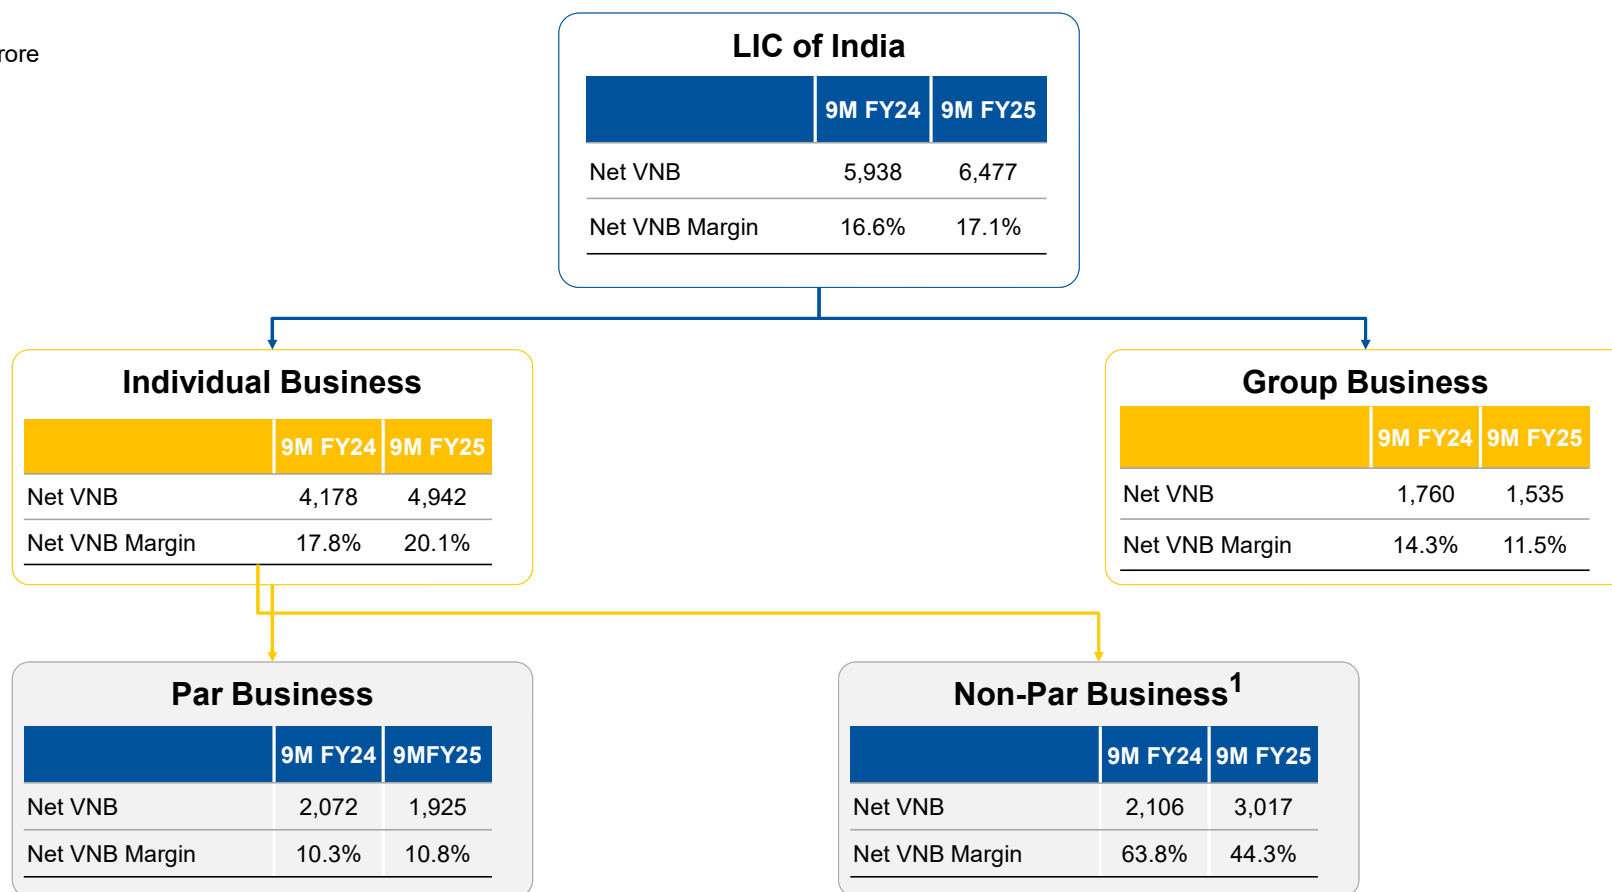 rore
LIC of India
9M FY24 9M FY25
Net VNB 5,938 6,477
Net VNB Margin 16.6% 17.1%
Individual Business
9M FY24 9M FY25
Net VNB 4,178 4,942
Net VNB Margin 17.8% 20.1%
Group Business
9M FY24 9M FY25
Net VNB 1,760 1,535
Net VNB Margin 14.3% 11.5%
Par Business
9M FY24 9MFY25
Net VNB 2,072 1,925
Net VNB Margin 10.3% 10.8%
Non-Par Business1
9M FY24 9M FY25
Net VNB 2,106 3,017
Net VNB Margin 63.8% 44.3%